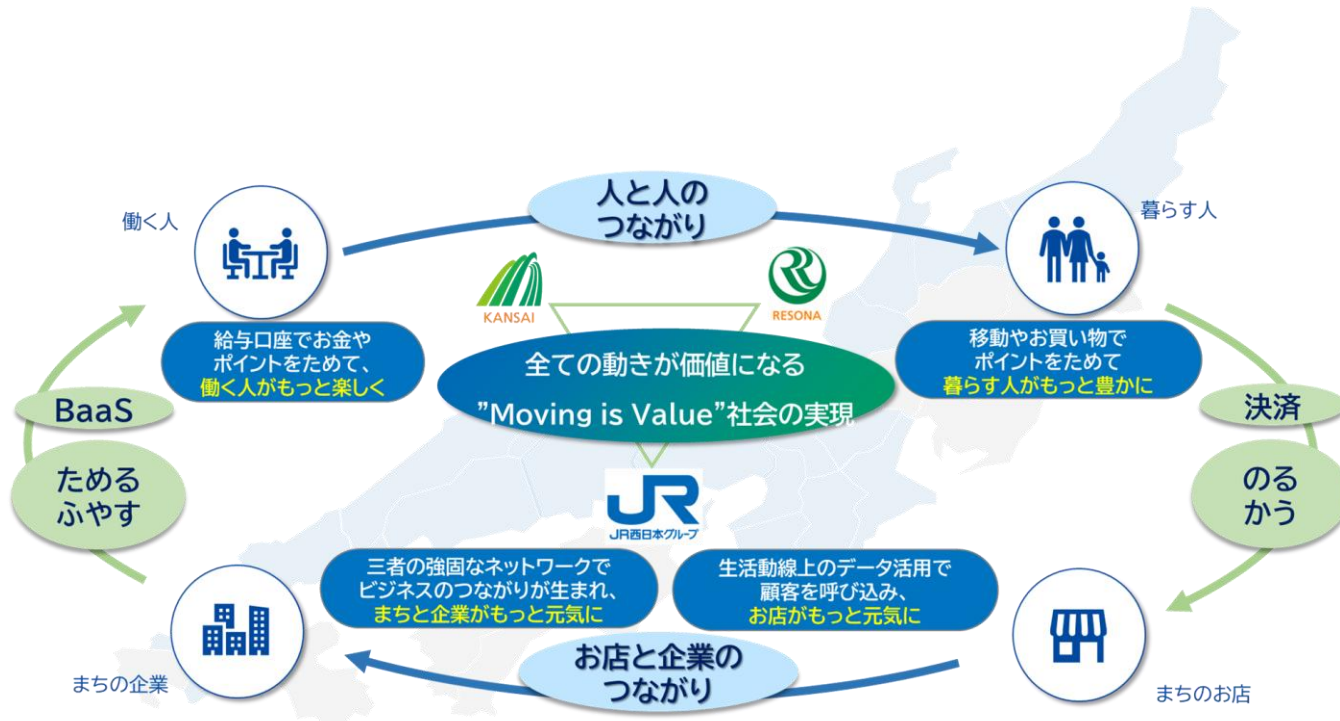 人と人の
つながり
働く人
暮らす人
KANSAI
RESONA
給与口座でお金や
ポイントをためて、
働く人がもっと楽しく
移動やお買い物で
ポイントをためて
暮らす人がもっと豊かに
全ての動きが価値になる
”Moving is Value”社会の実現
BaaS
ためる
ふやす
決済
のる
かう
JR
JR西日本グループ
三者の強固なネットワークで
ビジネスのつながりが生まれ、
まちと企業がもっと元気に
生活動線上のデータ活用で
顧客を呼び込み、
お店がもっと元気に
お店と企業の
つながり
まちの企業
まちのお店